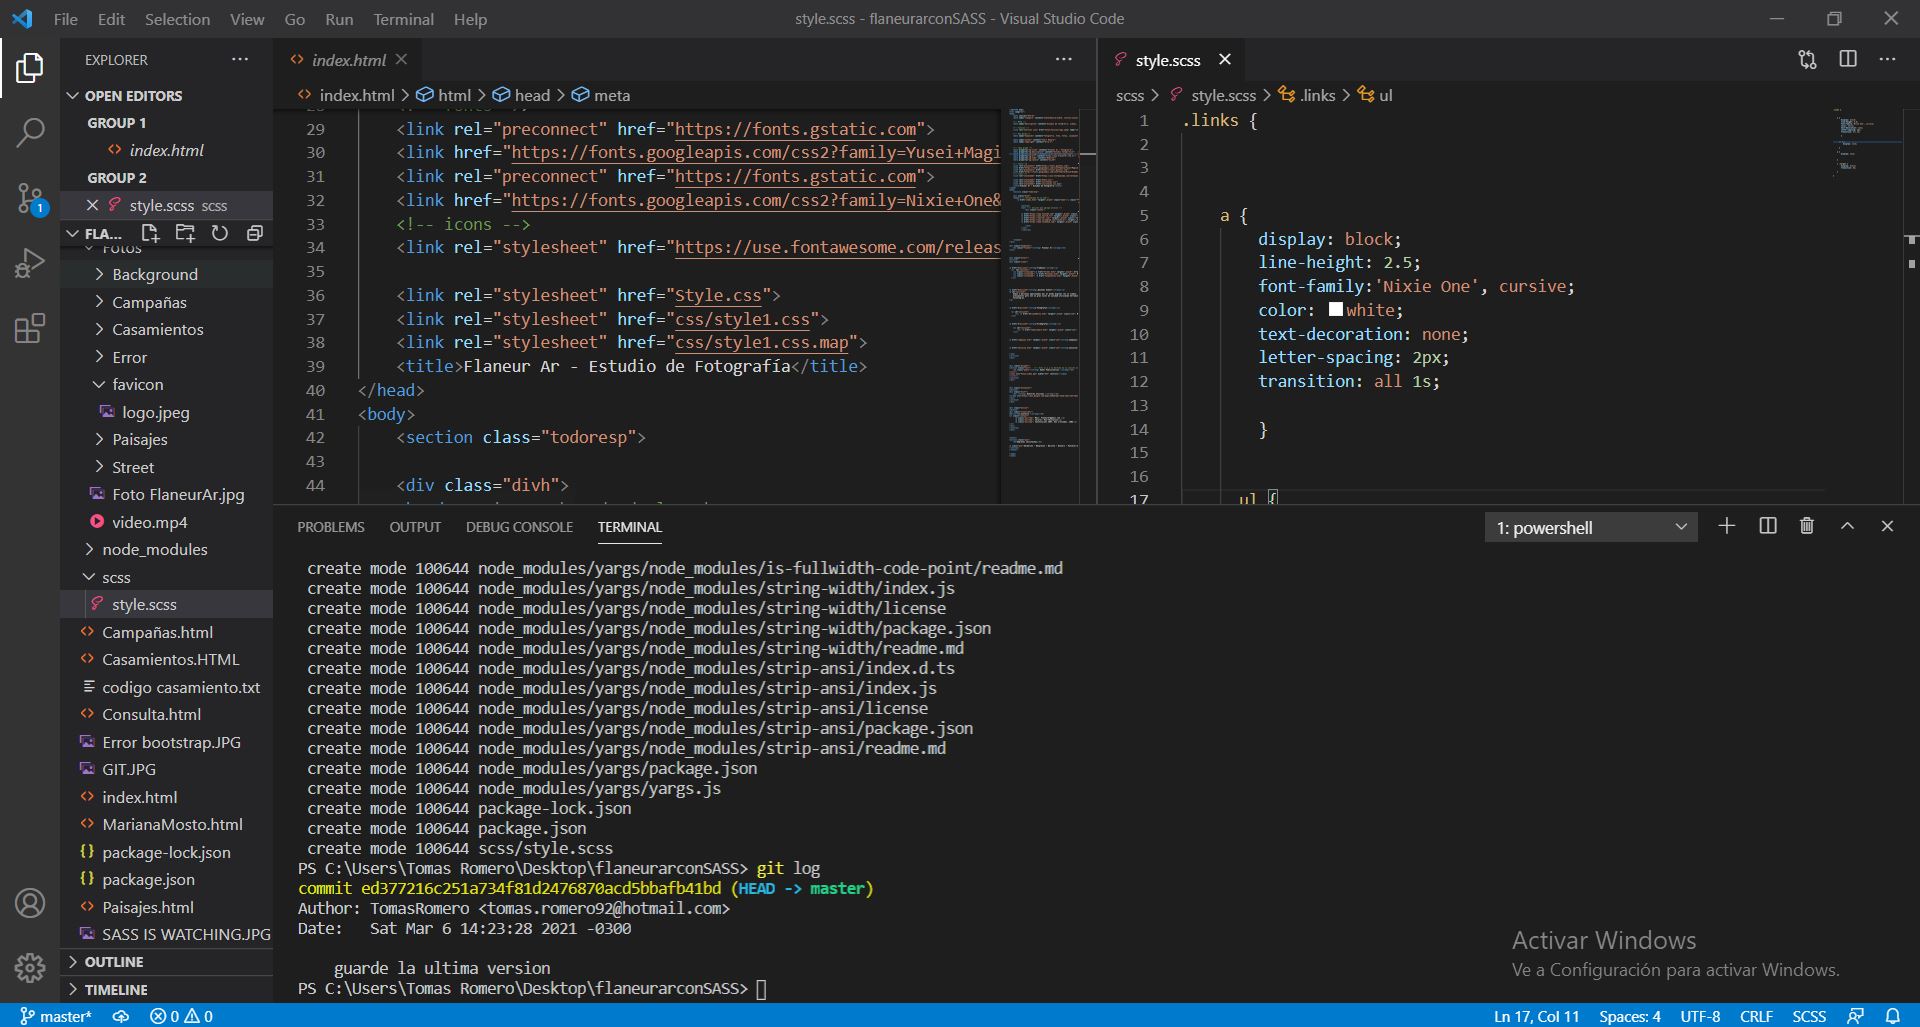 File Edit Selection View Go Run Terminal Help
style.scss - flaneurarconSASS - Visual Studio Code
EXPLORER
OPEN EDITORS
GROUP 1
index.html
GROUP 2
style.scss scss
FLA...
Fotos
Background
Campañas
Casamientos
Error
favicon
logo.jpeg
Paisajes
Street
Foto FlaneurAr.jpg
video.mp4
node_modules
scss
style.scss
Campañas.html
Casamientos.HTML
codigo casamiento.txt
Consulta.html
Error bootstrap.JPG
GIT.JPG
index.html
MarianaMosto.html
package-lock.json
package.json
Paisajes.html
SASS IS WATCHING.JPG
OUTLINE
TIMELINE
1
index.html
index.html > html > head > meta
29 <link rel="preconnect" href="https://fonts.gstatic.com">
30 <link href="https://fonts.googleapis.com/css2?family=Yusei+Magi
31 <link rel="preconnect" href="https://fonts.gstatic.com">
32 <link href="https://fonts.googleapis.com/css2?family=Nixie+One&
33 <!-- icons -->
34 <link rel="stylesheet" href="https://use.fontawesome.com/releas
35
36 <link rel="stylesheet" href="Style.css">
37 <link rel="stylesheet" href="css/style1.css">
38 <link rel="stylesheet" href="css/style1.css.map">
39 <title>Flaneur Ar - Estudio de Fotografía</title>
40 </head>
41 <body>
42 <section class="todoresp">
43
44 <div class="divh">
style.scss
scss > style.scss > .links > ul
1 .links {
2
3
4
5 a {
6 display: block;
7 line-height: 2.5;
8 font-family:'Nixie One', cursive;
9 color: white;
10 text-decoration: none;
11 letter-spacing: 2px;
12 transition: all 1s;
13
14 }
15
16
17 ul {
PROBLEMS OUTPUT DEBUG CONSOLE TERMINAL
1: powershell
create mode 100644 node_modules/yargs/node_modules/is-fullwidth-code-point/readme.md
create mode 100644 node_modules/yargs/node_modules/string-width/index.js
create mode 100644 node_modules/yargs/node_modules/string-width/license
create mode 100644 node_modules/yargs/node_modules/string-width/package.json
create mode 100644 node_modules/yargs/node_modules/string-width/readme.md
create mode 100644 node_modules/yargs/node_modules/strip-ansi/index.d.ts
create mode 100644 node_modules/yargs/node_modules/strip-ansi/index.js
create mode 100644 node_modules/yargs/node_modules/strip-ansi/license
create mode 100644 node_modules/yargs/node_modules/strip-ansi/package.json
create mode 100644 node_modules/yargs/node_modules/strip-ansi/readme.md
create mode 100644 node_modules/yargs/package.json
create mode 100644 node_modules/yargs/yargs.js
create mode 100644 package-lock.json
create mode 100644 package.json
create mode 100644 scss/style.scss
PS C:\Users\Tomas Romero\Desktop\flaneurarconSASS> git log
commit ed377216c251a734f81d2476870acd5bbafb41bd (HEAD -> master)
Author: TomasRomero <tomas.romero92@hotmail.com>
Date: Sat Mar 6 14:23:28 2021 -0300
guarde la ultima version
PS C:\Users\Tomas Romero\Desktop\flaneurarconSASS>
Activar Windows
Ve a Configuración para activar Windows.
master* 0 0
Ln 17, Col 11 Spaces: 4 UTF-8 CRLF SCSS